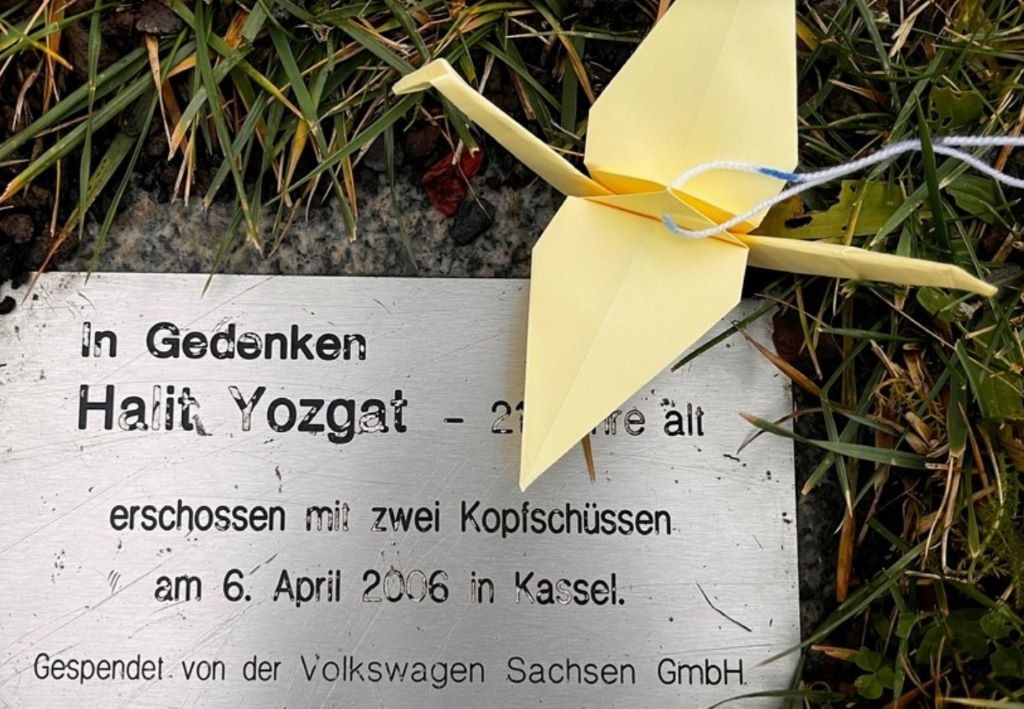 In Gedenken
Halit Yozgat - 21 alt
erschossen mit zwei Kopfschüssen
am 6. April 2006 in Kassel.
Gespendet von der Volkswagen Sachsen GmbH